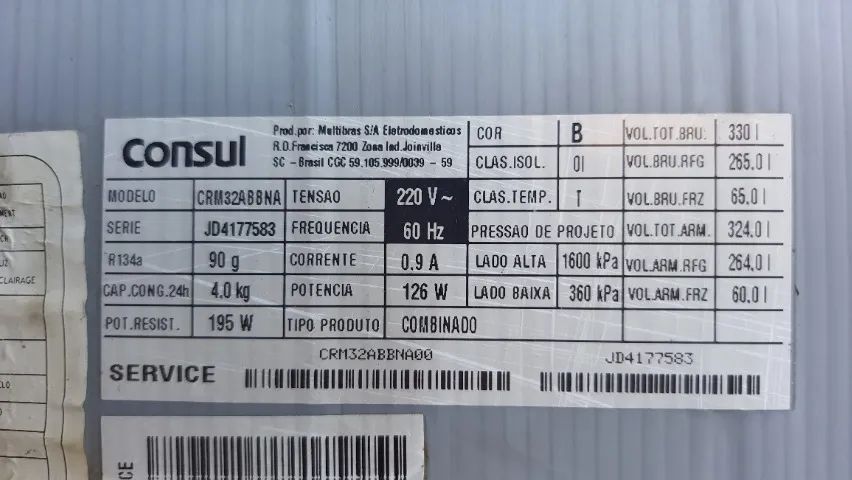 Consul
Prod.por: Multibras S/A Eletrodomesticos
R.D.Francisca 7200 Zona Ind.Joinville
SC - Brasil CGC 59.105.999/0039 - 59
COR B VOL.TOT.BRU: 330 l
CLAS.ISOL. 01 VOL.BRU.RFG 265.0 l
MODELO CRM32ABBNA TENSAO 220 V~ CLAS.TEMP. T VOL.BRU.FRZ 65.0 l
SERIE JD4177583 FREQUENCIA 60 Hz PRESSAO DE PROJETO VOL.TOT.ARM. 324.0 l
R134a 90 g CORRENTE 0.9 A LADO ALTA 1600 kPa VOL.ARM.RFG 264.0 l
CAP.CONG.24h 4.0 kg POTENCIA 126 W LADO BAIXA 360 kPa VOL.ARM.FRZ 60.0 l
POT.RESIST. 195 W TIPO PRODUTO COMBINADO
SERVICE
CRM32ABBNA00 JD4177583
CLAIRAGE